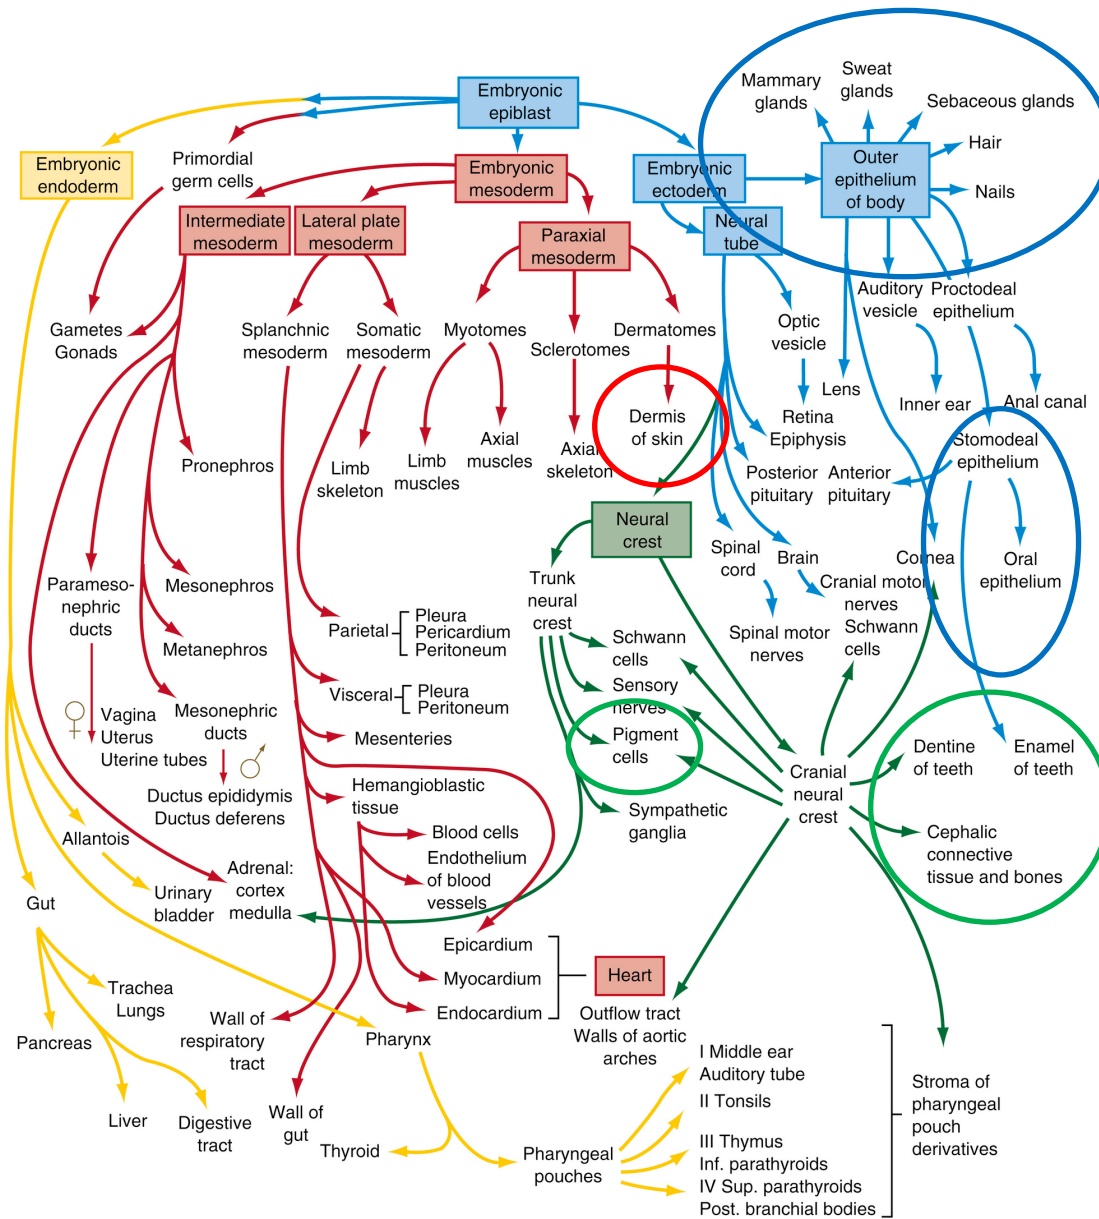 Embryonic
epiblast
Mammary
glands
Sweat
glands
Sebaceous glands
Hair
Nails
Outer
epithelium
of body
Embryonic
endoderm
Primordial
germ cells
Embryonic
mesoderm
Embryonic
ectoderm
Neural
tube
Intermediate
mesoderm
Lateral plate
mesoderm
Paraxial
mesoderm
Gametes
Gonads
Splanchnic
mesoderm
Somatic
mesoderm
Myotomes
Sclerotomes
Dermatomes
Optic
vesicle
Auditory
vesicle
Proctodeal
epithelium
Lens
Inner ear
Anal canal
Dermis
of skin
Retina
Epiphysis
Stomodeal
epithelium
Pronephros
Limb
skeleton
Limb
muscles
Axial
muscles
Axial
skeleton
Posterior
pituitary
Anterior
pituitary
Neural
crest
Spinal
cord
Brain
Cornea
Oral
epithelium
Parameso-
nephric
ducts
Mesonephros
Trunk
neural
crest
Cranial motor
nerves
Schwann
cells
Spinal motor
nerves
Parietal
Pleura
Pericardium
Peritoneum
Schwann
cells
Metanephros
Visceral
Pleura
Peritoneum
Sensory
nerves
♀
Vagina
Uterus
Uterine tubes
Mesonephric
ducts
♂
Ductus epididymis
Ductus deferens
Mesenteries
Pigment
cells
Cranial
neural
crest
Dentine
of teeth
Enamel
of teeth
Hemangioblastic
tissue
Sympathetic
ganglia
Cephalic
connective
tissue and bones
Allantois
Blood cells
Endothelium
of blood
vessels
Gut
Urinary
bladder
Adrenal:
cortex
medulla
Epicardium
Myocardium
Endocardium
Heart
Trachea
Lungs
Pancreas
Wall of
respiratory
tract
Outflow tract
Walls of aortic
arches
Pharynx
Liver
Digestive
tract
Wall of
gut
Thyroid
Pharyngeal
pouches
I Middle ear
Auditory tube
II Tonsils
III Thymus
Inf. parathyroids
IV Sup. parathyroids
Post. branchial bodies
Stroma of
pharyngeal
pouch
derivatives